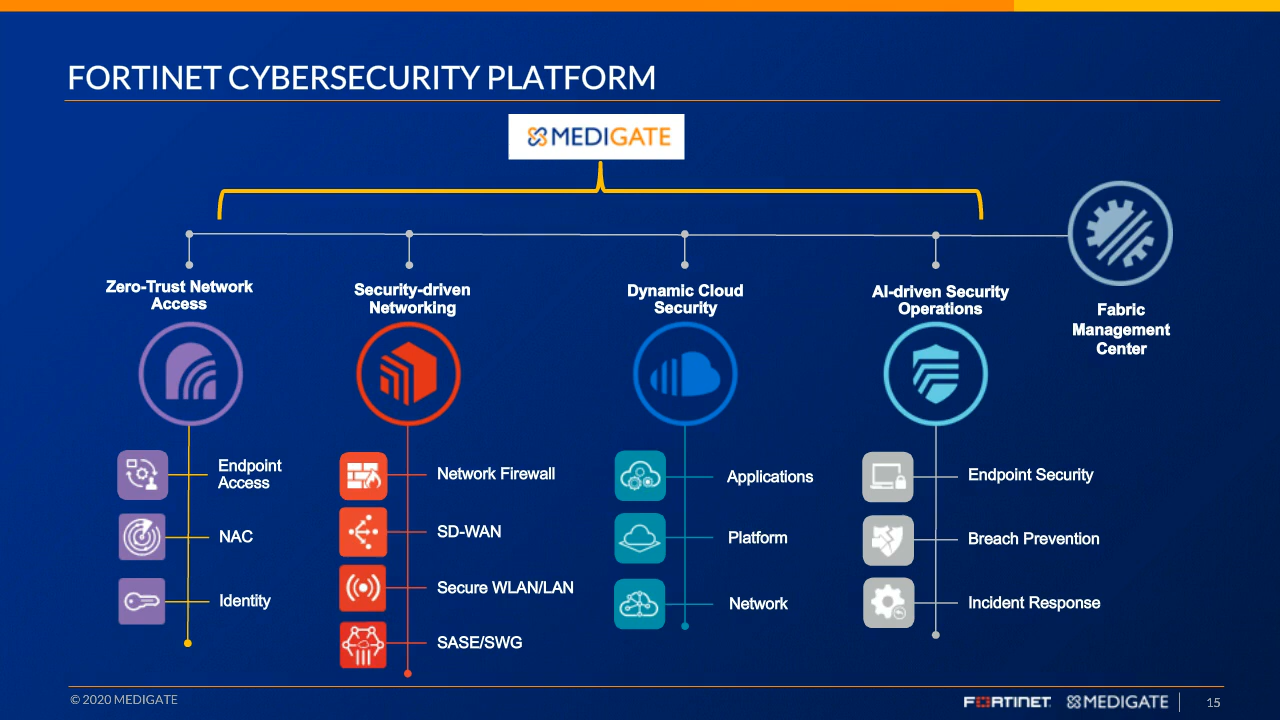 FORTINET CYBERSECURITY PLATFORM
MEDIGATE
Zero-Trust Network
Access
Security-driven
Networking
Dynamic Cloud
Security
AI-driven Security
Operations
Fabric
Management
Center
Endpoint
Access
NAC
Identity
Network Firewall
SD-WAN
Secure WLAN/LAN
SASE/SWG
Applications
Platform
Network
Endpoint Security
Breach Prevention
Incident Response
© 2020 MEDIGATE
FORTINET MEDIGATE 15